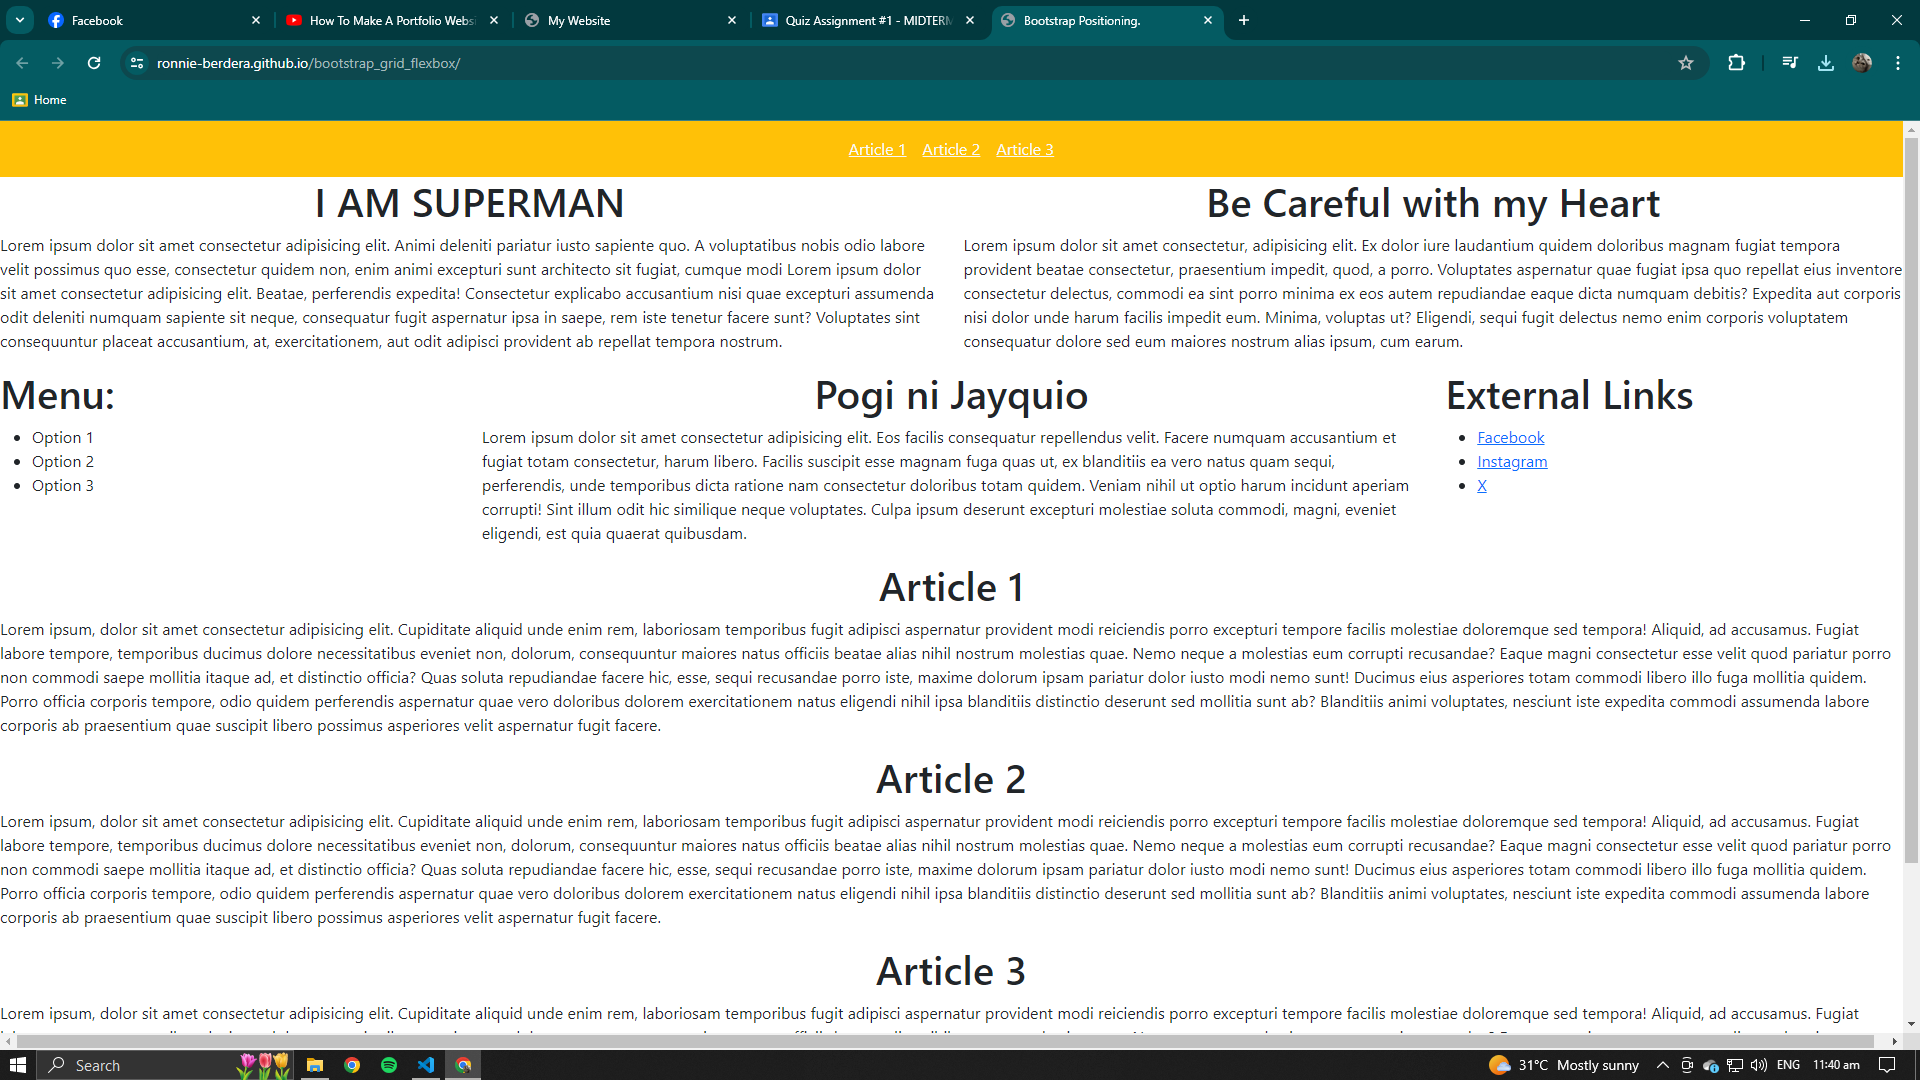 Facebook
How To Make A Portfolio Websi
My Website
Quiz Assignment #1 - MIDTERM
Bootstrap Positioning.
ronnie-berdera.github.io/bootstrap_grid_flexbox/
Home
Article 1 Article 2 Article 3
I AM SUPERMAN
Lorem ipsum dolor sit amet consectetur adipisicing elit. Animi deleniti pariatur iusto sapiente quo. A voluptatibus nobis odio labore
velit possimus quo esse, consectetur quidem non, enim animi excepturi sunt architecto sit fugiat, cumque modi Lorem ipsum dolor
sit amet consectetur adipisicing elit. Beatae, perferendis expedita! Consectetur explicabo accusantium nisi quae excepturi assumenda
odit deleniti numquam sapiente sit neque, consequatur fugit aspernatur ipsa in saepe, rem iste tenetur facere sunt? Voluptates sint
consequuntur placeat accusantium, at, exercitationem, aut odit adipisci provident ab repellat tempora nostrum.
Be Careful with my Heart
Lorem ipsum dolor sit amet consectetur, adipisicing elit. Ex dolor iure laudantium quidem doloribus magnam fugiat tempora
provident beatae consectetur, praesentium impedit, quod, a porro. Voluptates aspernatur quae fugiat ipsa quo repellat eius inventore
consectetur delectus, commodi ea sint porro minima ex eos autem repudiandae eaque dicta numquam debitis? Expedita aut corporis
nisi dolor unde harum facilis impedit eum. Minima, voluptas ut? Eligendi, sequi fugit delectus nemo enim corporis voluptatem
consequatur dolore sed eum maiores nostrum alias ipsum, cum earum.
Menu:
Option 1
Option 2
Option 3
Pogi ni Jayquio
Lorem ipsum dolor sit amet consectetur adipisicing elit. Eos facilis consequatur repellendus velit. Facere numquam accusantium et
fugiat totam consectetur, harum libero. Facilis suscipit esse magnam fuga quas ut, ex blanditiis ea vero natus quam sequi,
perferendis, unde temporibus dicta ratione nam consectetur doloribus totam quidem. Veniam nihil ut optio harum incidunt aperiam
corrupti! Sint illum odit hic similique neque voluptates. Culpa ipsum deserunt excepturi molestiae soluta commodi, magni, eveniet
eligendi, est quia quaerat quibusdam.
External Links
Facebook
Instagram
X
Article 1
Lorem ipsum, dolor sit amet consectetur adipisicing elit. Cupiditate aliquid unde enim rem, laboriosam temporibus fugit adipisci aspernatur provident modi reiciendis porro excepturi tempore facilis molestiae doloremque sed tempora! Aliquid, ad accusamus. Fugiat
labore tempore, temporibus ducimus dolore necessitatibus eveniet non, dolorum, consequuntur maiores natus officiis beatae alias nihil nostrum molestias quae. Nemo neque a molestias eum corrupti recusandae? Eaque magni consectetur esse velit quod pariatur porro
non commodi saepe mollitia itaque ad, et distinctio officia? Quas soluta repudiandae facere hic, esse, sequi recusandae porro iste, maxime dolorum ipsam pariatur dolor iusto modi nemo sunt! Ducimus eius asperiores totam commodi libero illo fuga mollitia quidem.
Porro officia corporis tempore, odio quidem perferendis aspernatur quae vero doloribus dolorem exercitationem natus eligendi nihil ipsa blanditiis distinctio deserunt sed mollitia sunt ab? Blanditiis animi voluptates, nesciunt iste expedita commodi assumenda labore
corporis ab praesentium quae suscipit libero possimus asperiores velit aspernatur fugit facere.
Article 2
Lorem ipsum, dolor sit amet consectetur adipisicing elit. Cupiditate aliquid unde enim rem, laboriosam temporibus fugit adipisci aspernatur provident modi reiciendis porro excepturi tempore facilis molestiae doloremque sed tempora! Aliquid, ad accusamus. Fugiat
labore tempore, temporibus ducimus dolore necessitatibus eveniet non, dolorum, consequuntur maiores natus officiis beatae alias nihil nostrum molestias quae. Nemo neque a molestias eum corrupti recusandae? Eaque magni consectetur esse velit quod pariatur porro
non commodi saepe mollitia itaque ad, et distinctio officia? Quas soluta repudiandae facere hic, esse, sequi recusandae porro iste, maxime dolorum ipsam pariatur dolor iusto modi nemo sunt! Ducimus eius asperiores totam commodi libero illo fuga mollitia quidem.
Porro officia corporis tempore, odio quidem perferendis aspernatur quae vero doloribus dolorem exercitationem natus eligendi nihil ipsa blanditiis distinctio deserunt sed mollitia sunt ab? Blanditiis animi voluptates, nesciunt iste expedita commodi assumenda labore
corporis ab praesentium quae suscipit libero possimus asperiores velit aspernatur fugit facere.
Article 3
Lorem ipsum, dolor sit amet consectetur adipisicing elit. Cupiditate aliquid unde enim rem, laboriosam temporibus fugit adipisci aspernatur provident modi reiciendis porro excepturi tempore facilis molestiae doloremque sed tempora! Aliquid, ad accusamus. Fugiat
Search
31°C Mostly sunny
ENG
11:40 am